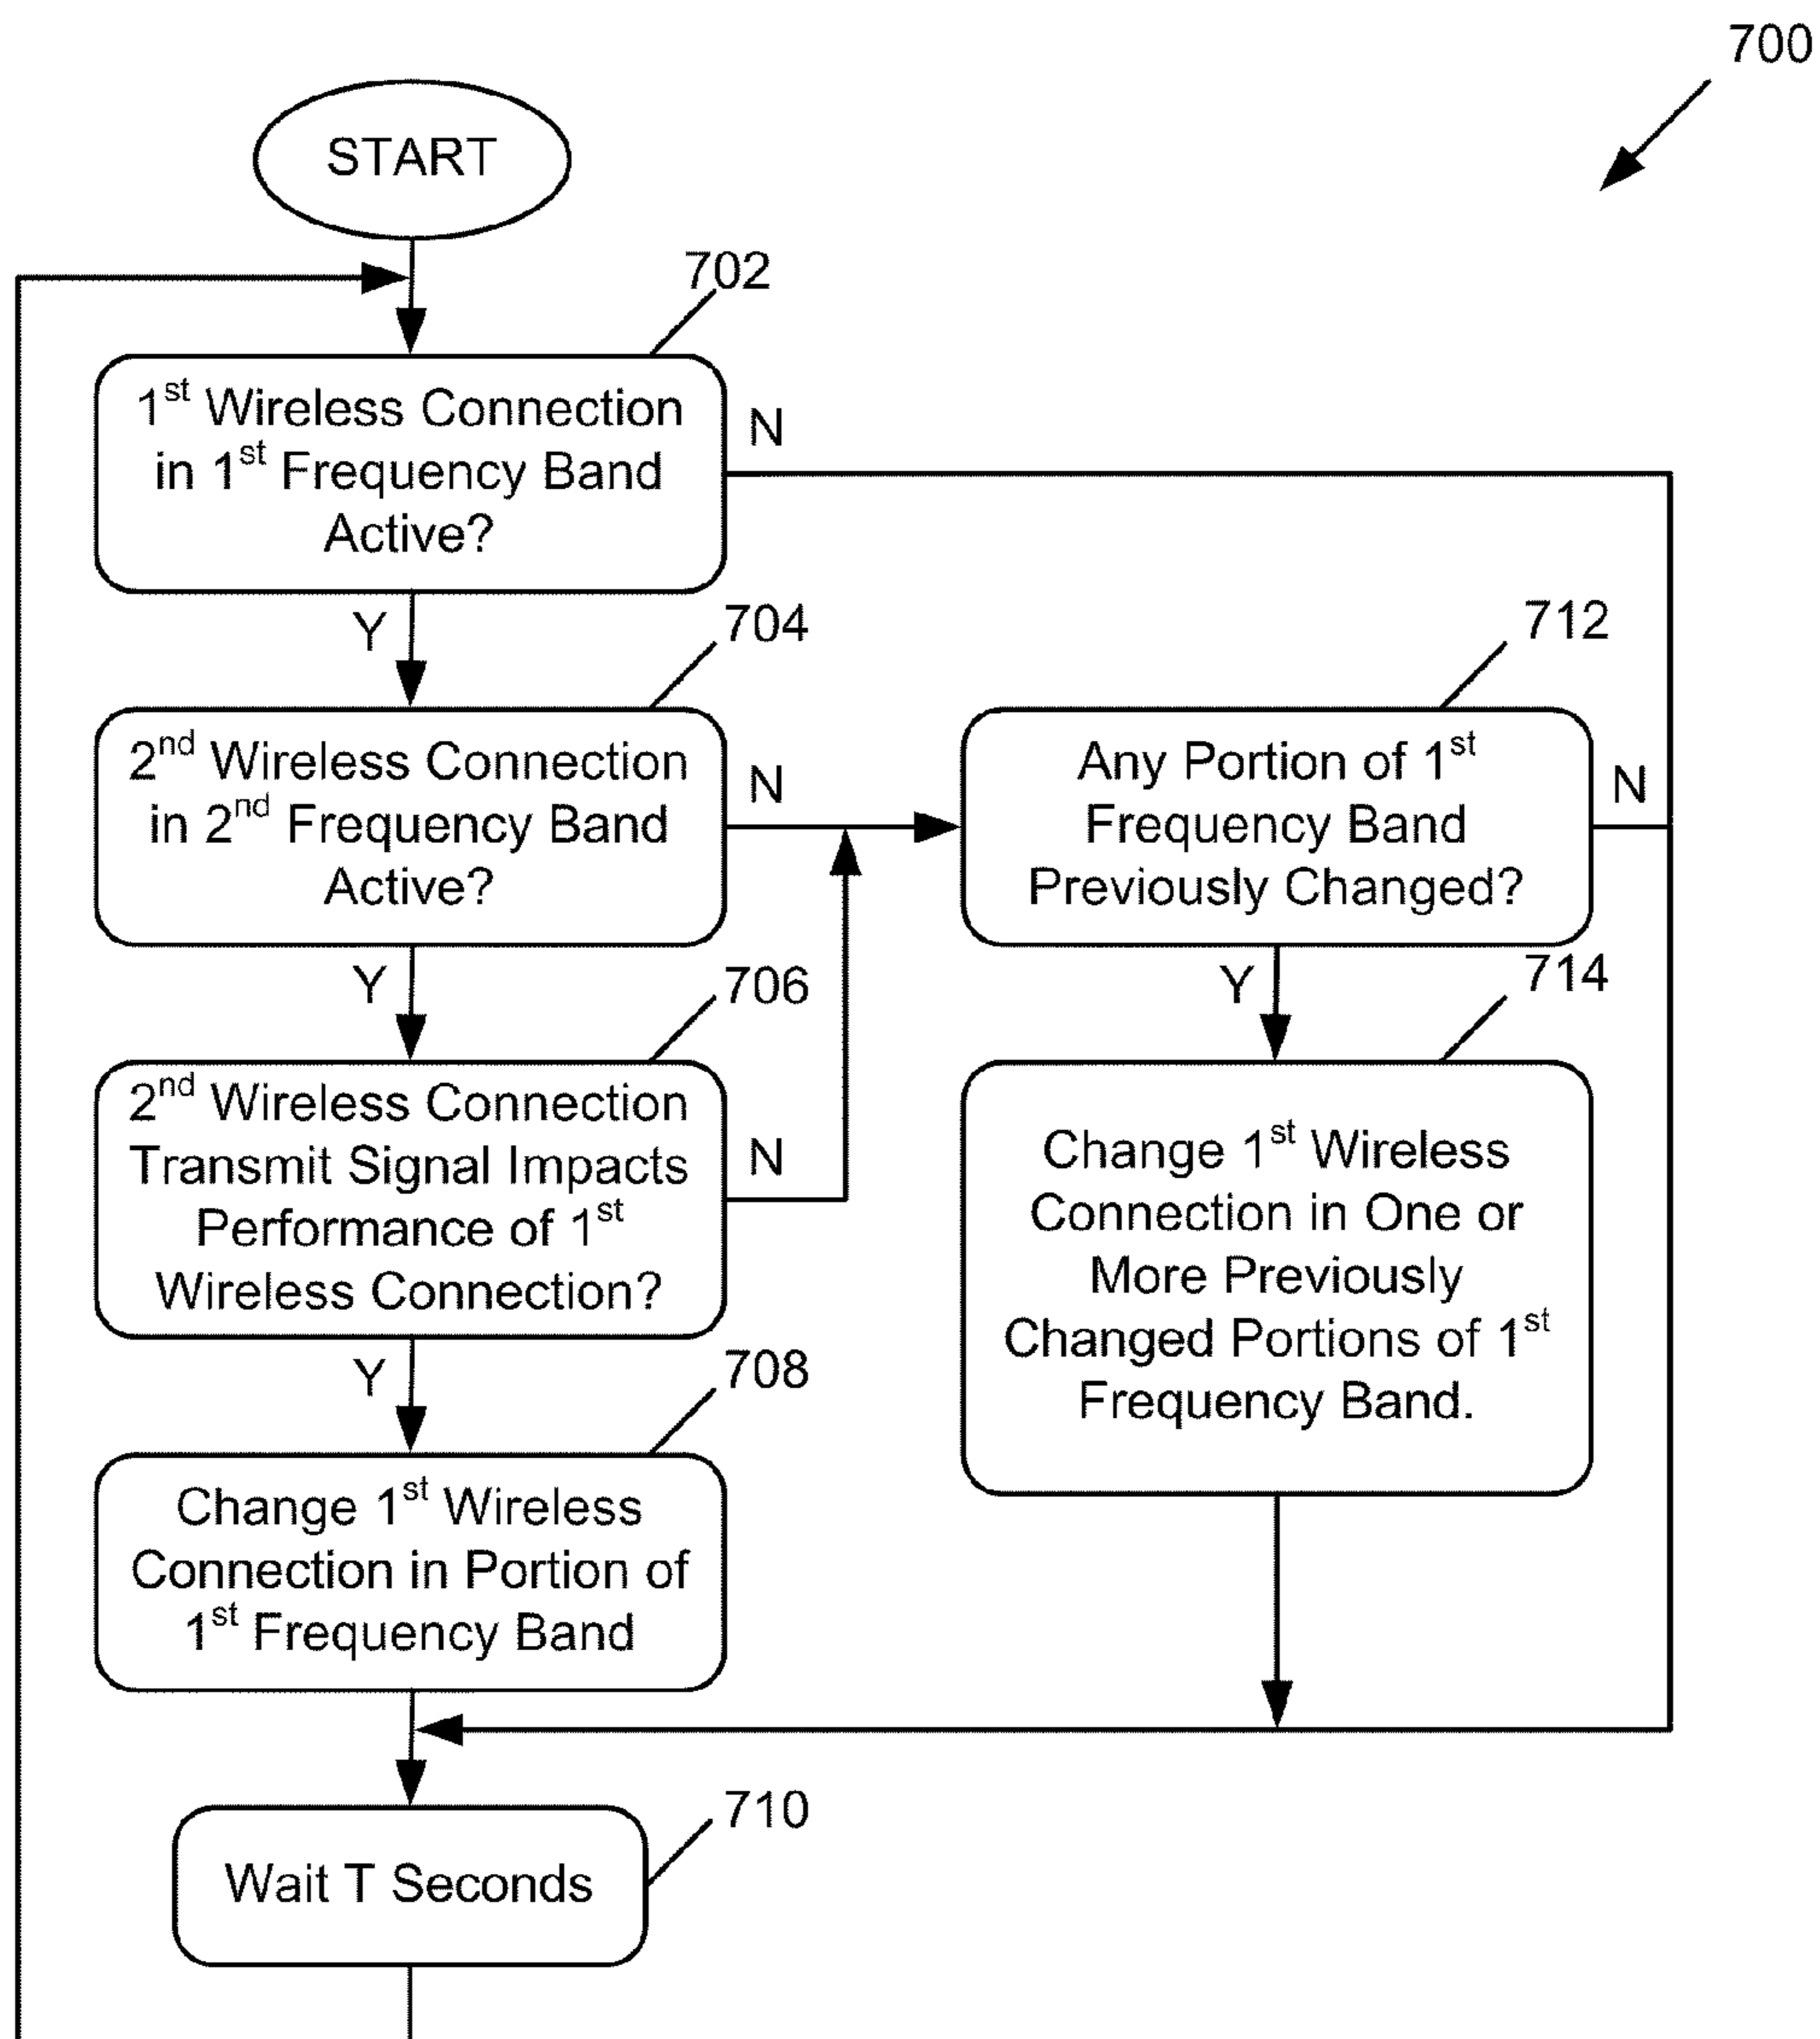 700
START
702
1st Wireless Connection
in 1st Frequency Band
Active?
N
Y
704
2nd Wireless Connection
in 2nd Frequency Band
Active?
N
712
Any Portion of 1st
Frequency Band
Previously Changed?
N
Y
706
2nd Wireless Connection
Transmit Signal Impacts
Performance of 1st
Wireless Connection?
N
Y
714
Change 1st Wireless
Connection in One or
More Previously
Changed Portions of 1st
Frequency Band.
Y
708
Change 1st Wireless
Connection in Portion of
1st Frequency Band
710
Wait T Seconds